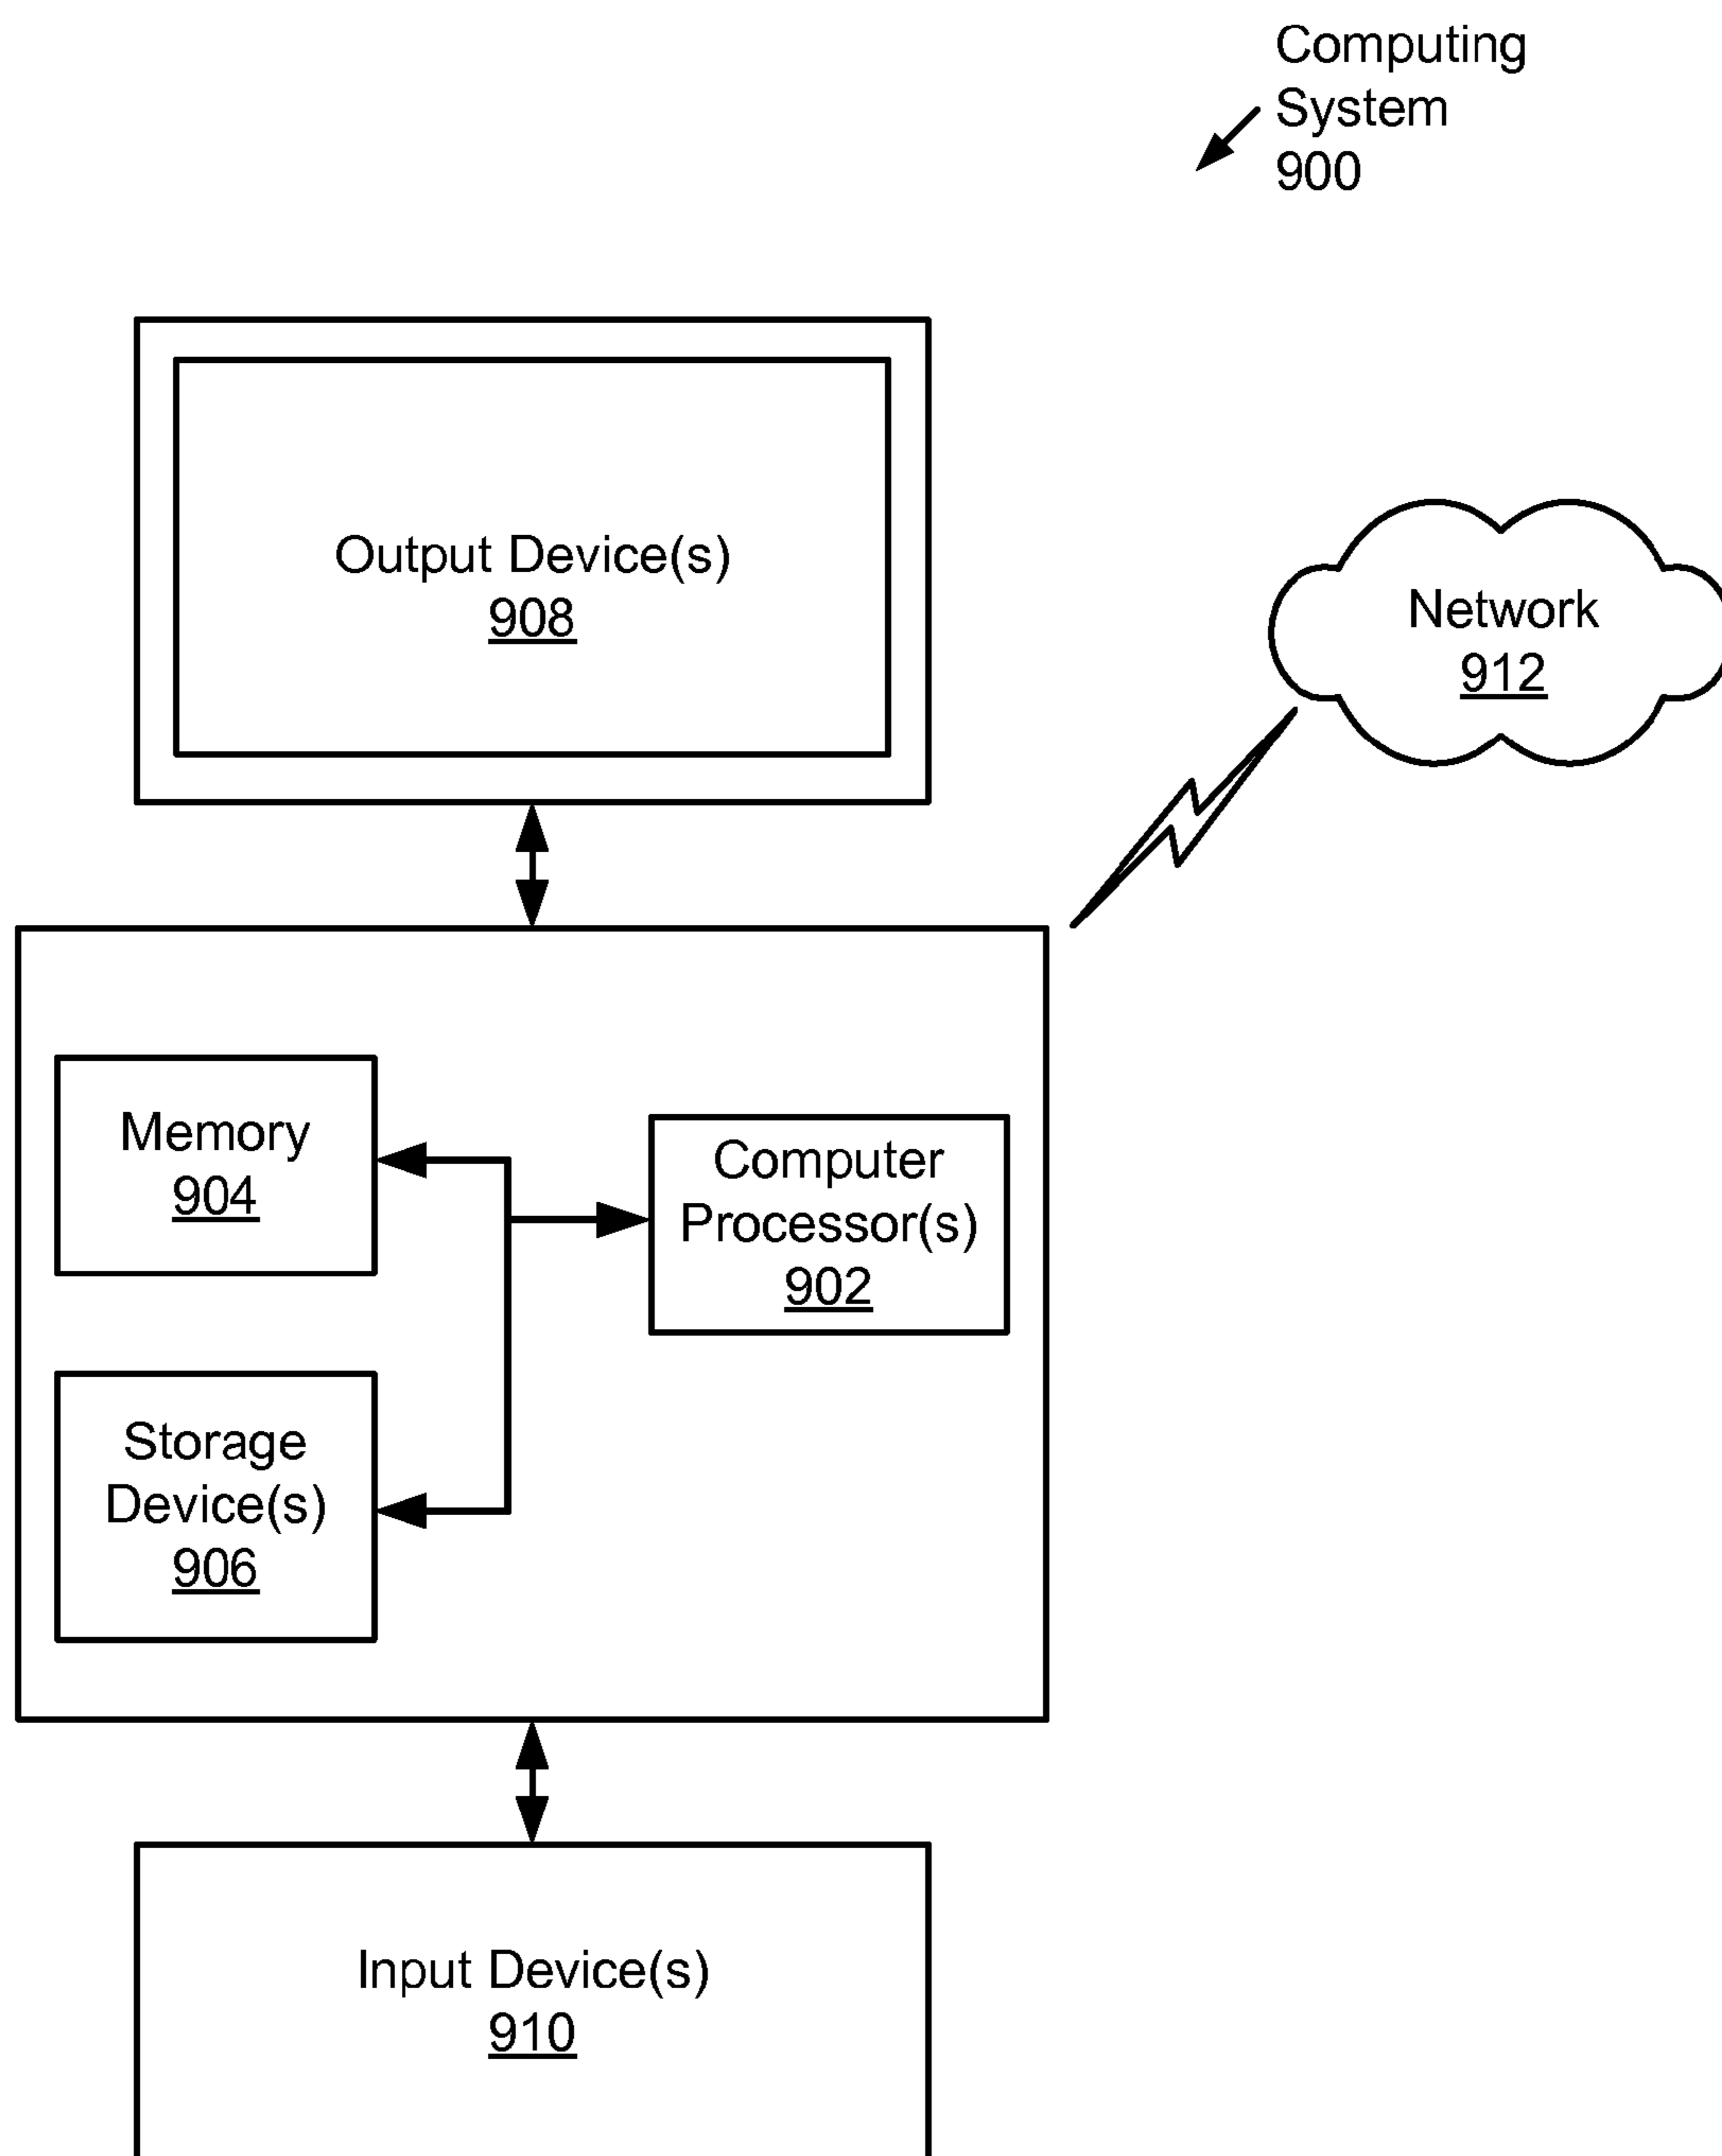 Computing
System
900
Output Device(s)
908
Network
912
Memory
904
Computer
Processor(s)
902
Storage
Device(s)
906
Input Device(s)
910